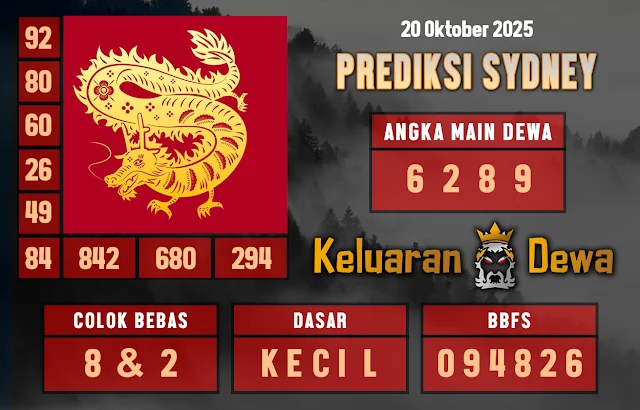 92
80
60
26
49
84 842 680 294
20 Oktober 2025
PREDIKSI SYDNEY
ANGKA MAIN DEWA
6 2 8 9
Keluaran Dewa
COLOK BEBAS
8 & 2
DASAR
KECIL
BBFS
094826